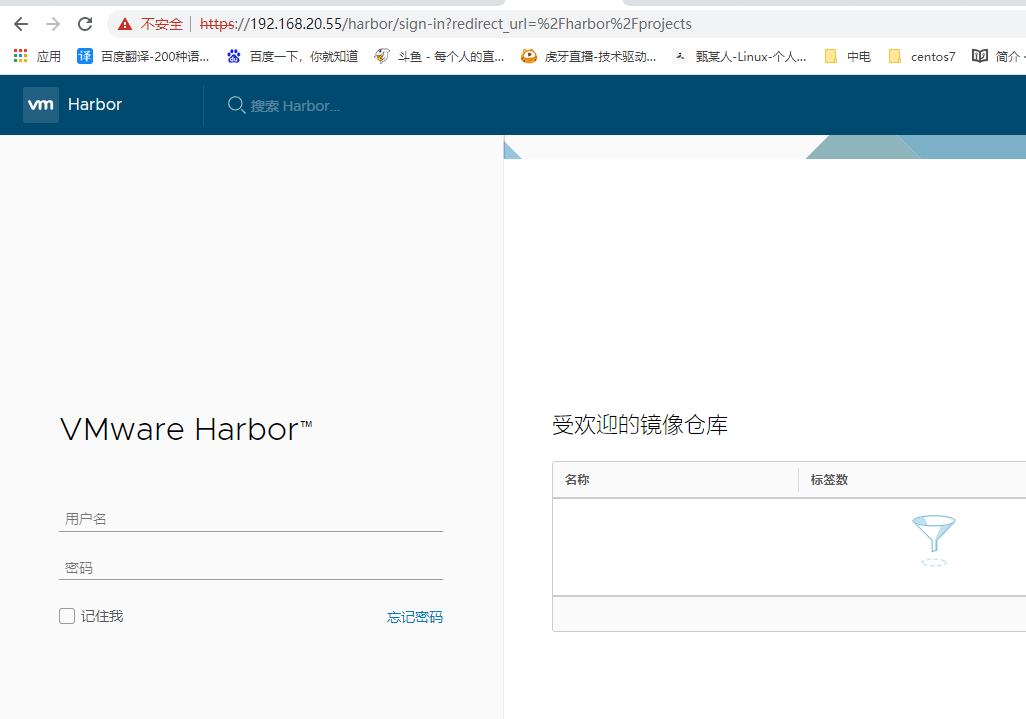 不安全 https://192.168.20.55/harbor/sign-in?redirect_url=%2Fharbor%2Fprojects
应用 译 百度翻译-200种语... 百度一下，你就知道 斗鱼 - 每个人的直... 虎牙直播-技术驱动... 甄某人-Linux-个人... 中电 centos7 简介
vm Harbor 搜索 Harbor...
VMware Harbor™
用户名
密码
记住我 忘记密码
受欢迎的镜像仓库
名称 标签数